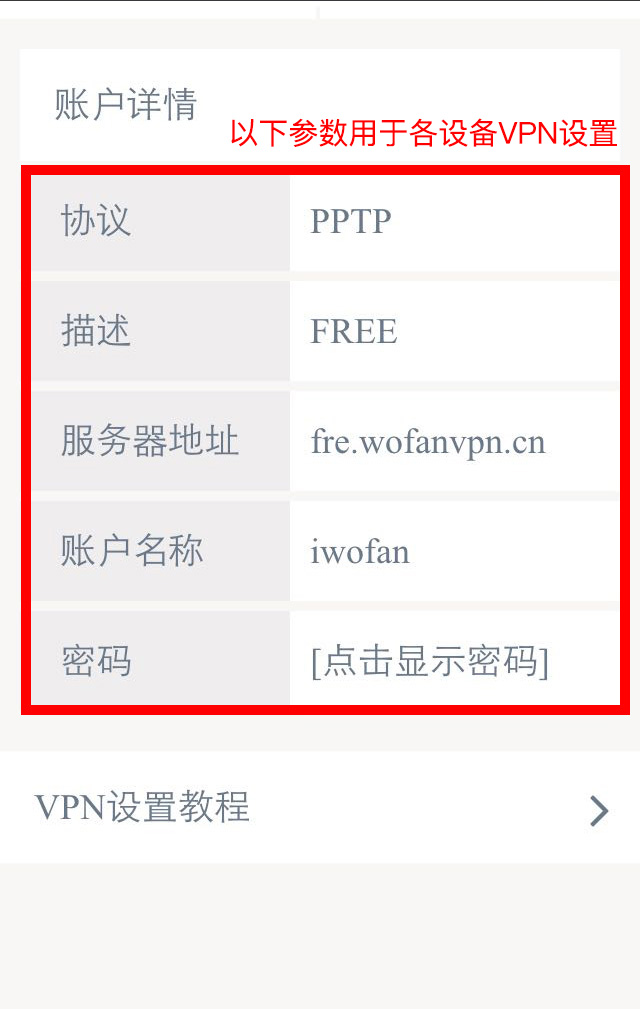 账户详情
以下参数用于各设备VPN设置
协议 PPTP
描述 FREE
服务器地址 fre.wofanvpn.cn
账户名称 iwofan
密码 [点击显示密码]
VPN设置教程